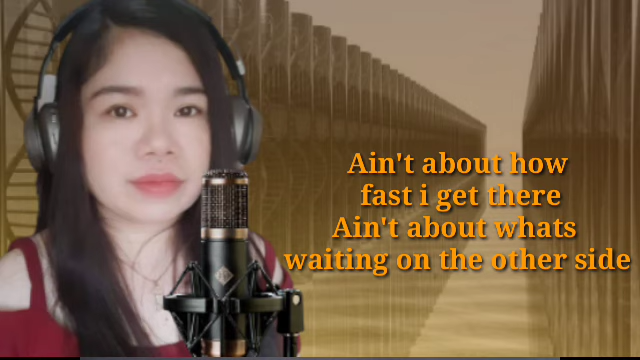 Ain't about how
fast i get there
Ain't about whats
waiting on the other side